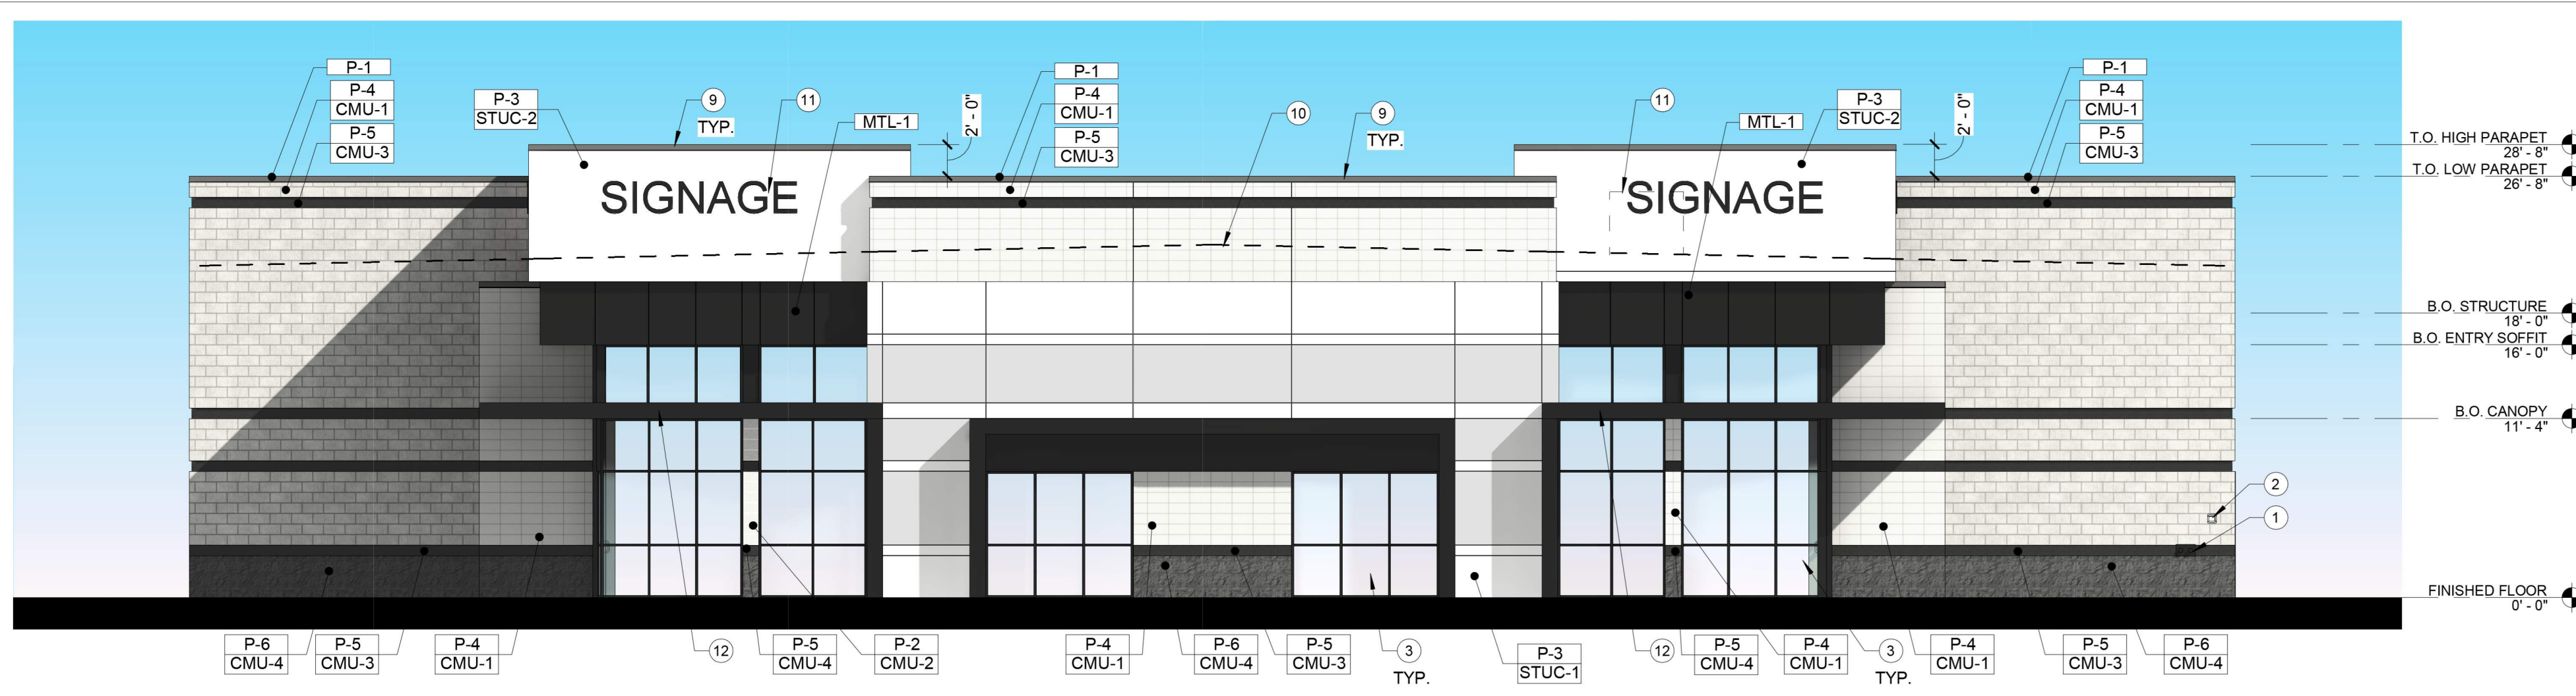 P-1
P-4
CMU-1
P-5
CMU-3
P-3
STUC-2
9
TYP.
11
MTL-1
2' - 0"
P-1
P-4
CMU-1
P-5
CMU-3
10
9
TYP.
11
MTL-1
P-3
STUC-2
2' - 0"
P-1
P-4
CMU-1
P-5
CMU-3
T.O. HIGH PARAPET
28' - 8"
T.O. LOW PARAPET
26' - 8"
SIGNAGE
SIGNAGE
B.O. STRUCTURE
18' - 0"
B.O. ENTRY SOFFIT
16' - 0"
B.O. CANOPY
11' - 4"
2
1
FINISHED FLOOR
0' - 0"
P-6
CMU-4
P-5
CMU-3
P-4
CMU-1
12
P-5
CMU-4
P-2
CMU-2
P-4
CMU-1
P-6
CMU-4
P-5
CMU-3
3
TYP.
P-3
STUC-1
12
P-5
CMU-4
P-4
CMU-1
3
TYP.
P-4
CMU-1
P-5
CMU-3
P-6
CMU-4